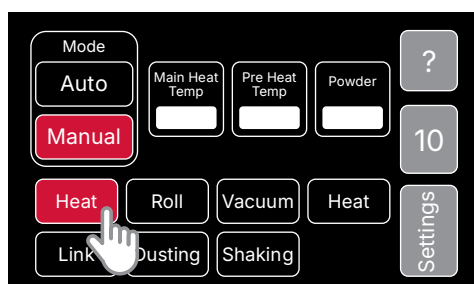 Mode
Auto
Manual
Main Heat
Temp
Pre Heat
Temp
Powder
?
10
Heat
Roll
Vacuum
Heat
Link
Dusting
Shaking
Settings